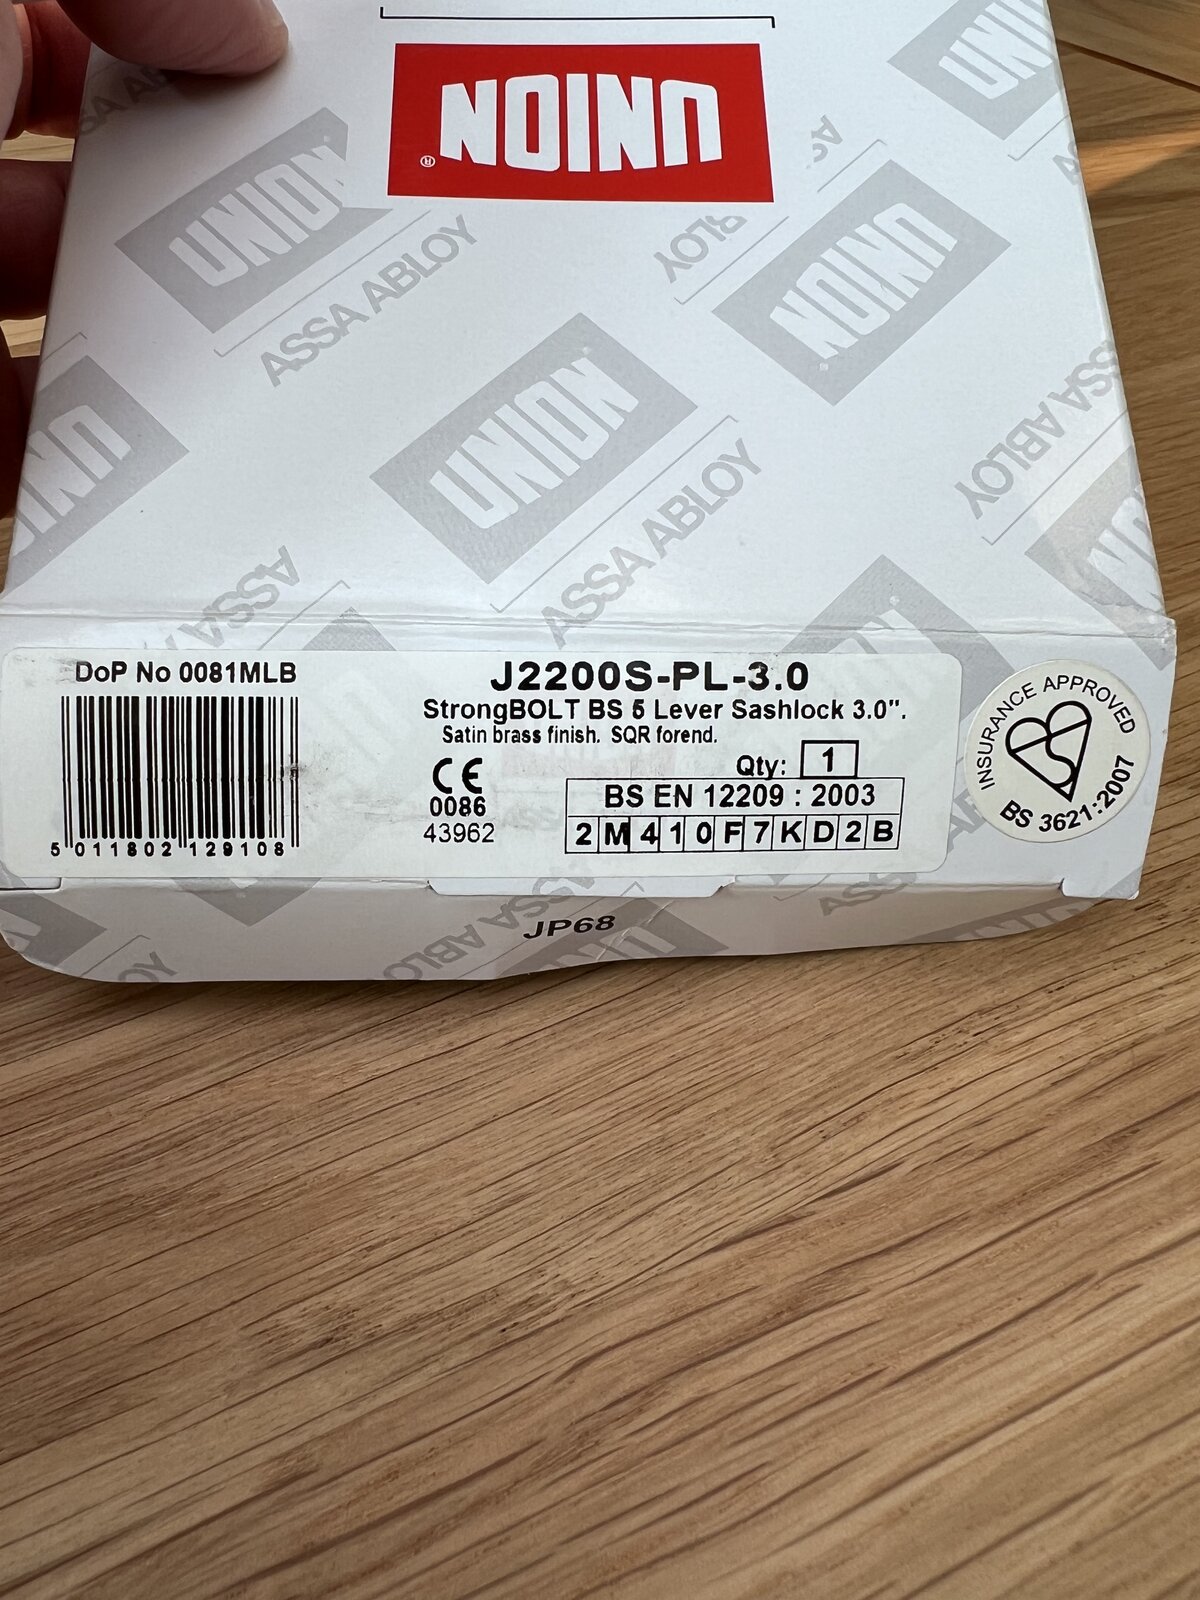 UNION®
UNION
ASSA ABLOY
UNION
UNION
ASSA ABLOY
ASSA ABLOY
ASSA
DoP No 0081MLB
5 011802 129108
J2200S-PL-3.0
StrongBOLT BS 5 Lever Sashlock 3.0".
Satin brass finish. SQR forend.
CE
0086
43962
Qty: 1
BS EN 12209 : 2003
2 M 4 1 0 F 7 K D 2 B
INSURANCE APPROVED
BS 3621:2007
JP68
ASSA ABLOY